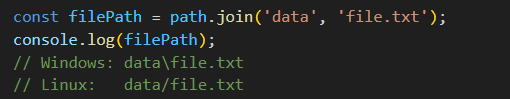 const filePath = path.join('data', 'file.txt');
console.log(filePath);
// Windows: data\file.txt
// Linux:   data/file.txt